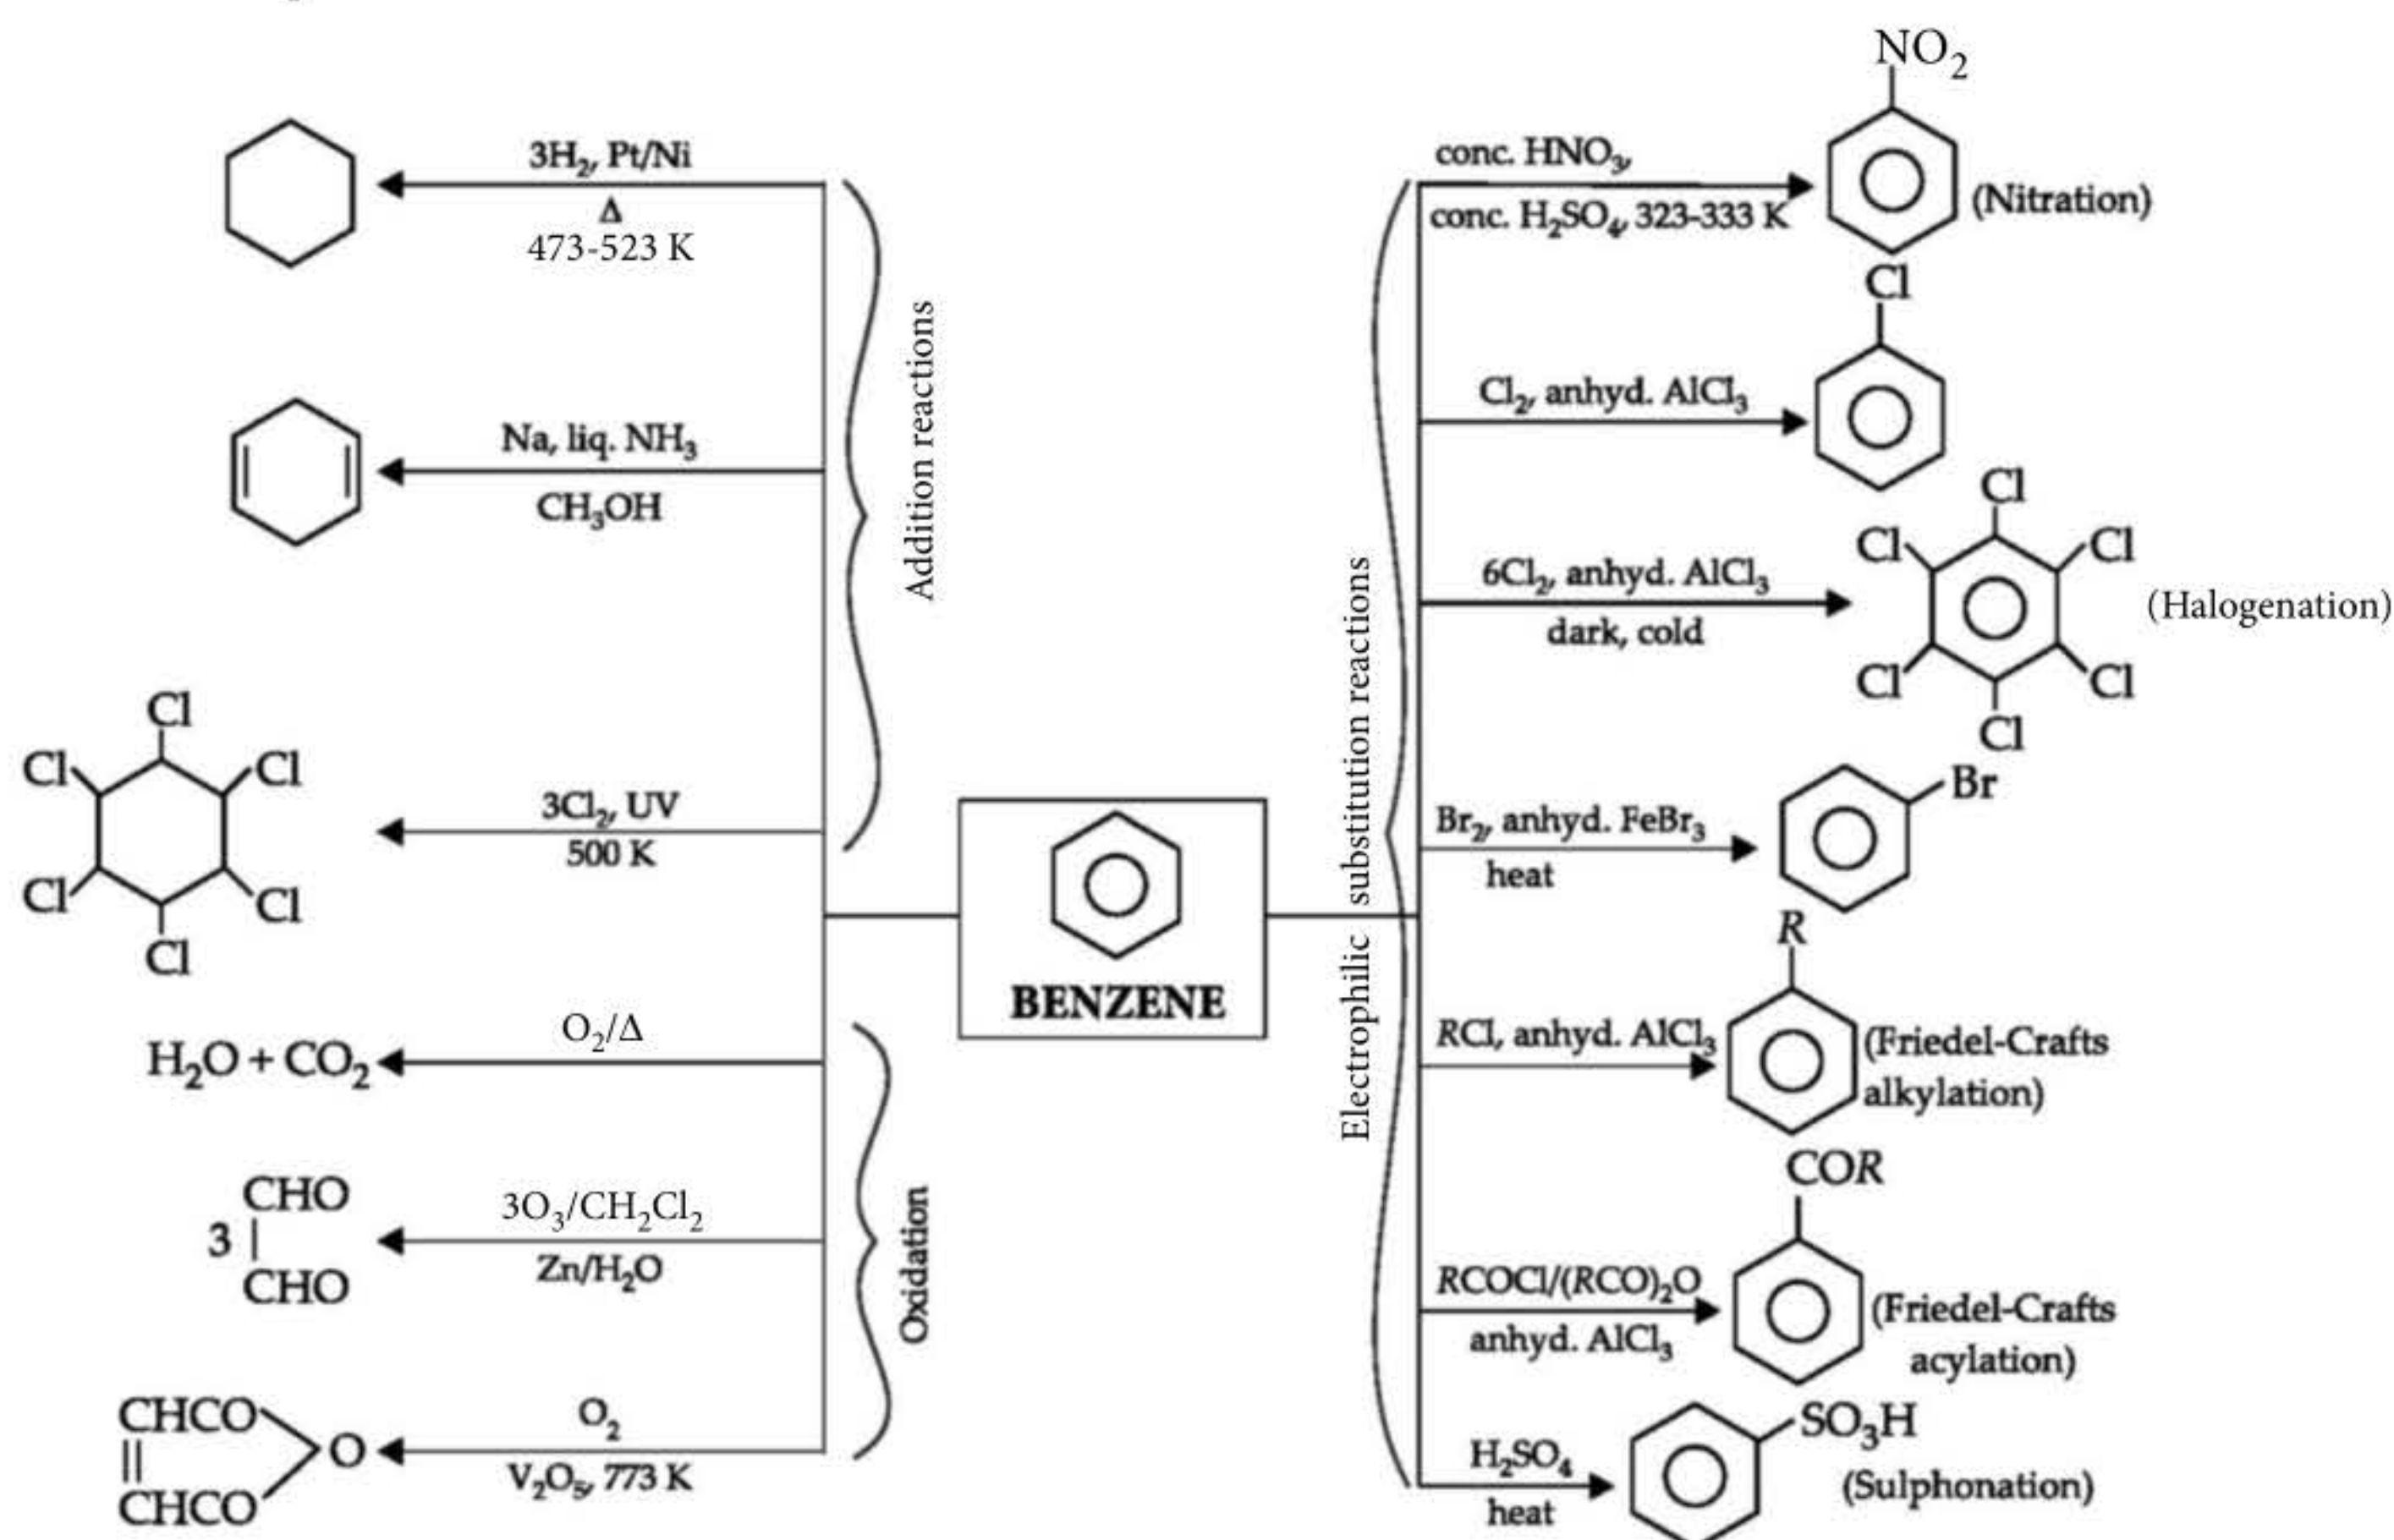 3H₂, Pt/Ni
Δ
473-523 K
Na, liq. NH₃
CH₃OH
Cl
Cl
Cl
Cl
Cl
Cl
3Cl₂, UV
500 K
Addition reactions
H₂O + CO₂
O₂/Δ
CHO
3 |
CHO
3O₃/CH₂Cl₂
Zn/H₂O
CHCO
|| O
CHCO
O₂
V₂O₅, 773 K
Oxidation
BENZENE
Electrophilic substitution reactions
conc. HNO₃,
conc. H₂SO₄, 323-333 K
NO₂
(Nitration)
Cl₂, anhyd. AlCl₃
Cl
6Cl₂, anhyd. AlCl₃
dark, cold
Cl
Cl
Cl
Cl
Cl
Cl
(Halogenation)
Br₂, anhyd. FeBr₃
heat
Br
RCl, anhyd. AlCl₃
R
(Friedel-Crafts
alkylation)
RCOCl/(RCO)₂O
anhyd. AlCl₃
COR
(Friedel-Crafts
acylation)
H₂SO₄
heat
SO₃H
(Sulphonation)